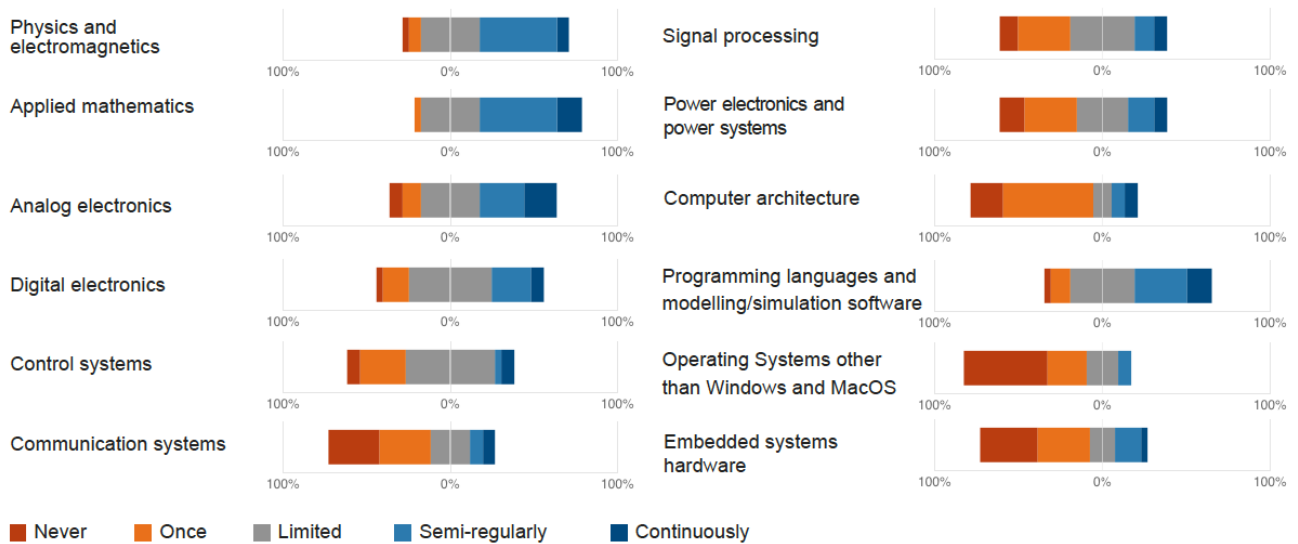 Physics and
electromagnetics
100% 0% 100%
Applied mathematics
100% 0% 100%
Analog electronics
100% 0% 100%
Digital electronics
100% 0% 100%
Control systems
100% 0% 100%
Communication systems
100% 0% 100%
Signal processing
100% 0% 100%
Power electronics and
power systems
100% 0% 100%
Computer architecture
100% 0% 100%
Programming languages and
modelling/simulation software
100% 0% 100%
Operating Systems other
than Windows and MacOS
100% 0% 100%
Embedded systems
hardware
100% 0% 100%
Never Once Limited Semi-regularly Continuously